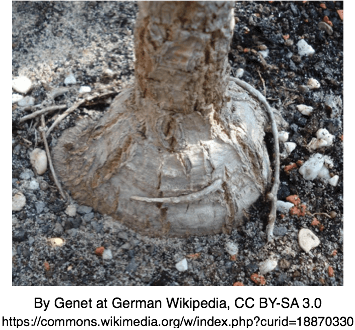 By Genet at German Wikipedia, CC BY-SA 3.0
https://commons.wikimedia.org/w/index.php?curid=18870330